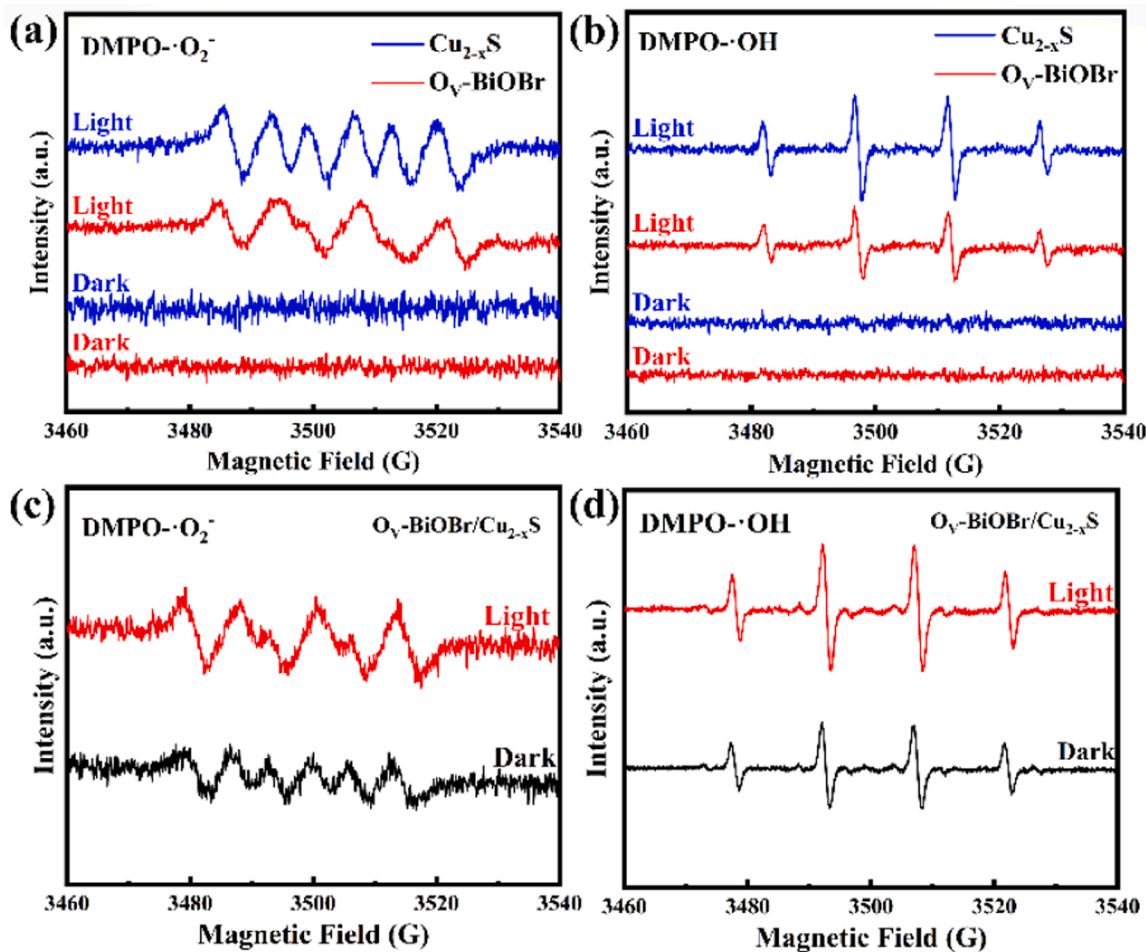 (a)
DMPO-·O₂⁻
Cu₂₋ₓS
Oᵥ-BiOBr
Light
Light
Dark
Dark
Intensity (a.u.)
3460 3480 3500 3520 3540
Magnetic Field (G)
(b)
DMPO-·OH
Cu₂₋ₓS
Oᵥ-BiOBr
Light
Light
Dark
Dark
Intensity (a.u.)
3460 3480 3500 3520 3540
Magnetic Field (G)
(c)
DMPO-·O₂⁻
Oᵥ-BiOBr/Cu₂₋ₓS
Light
Dark
Intensity (a.u.)
3460 3480 3500 3520 3540
Magnetic Field (G)
(d)
DMPO-·OH
Oᵥ-BiOBr/Cu₂₋ₓS
Light
Dark
Intensity (a.u.)
3460 3480 3500 3520 3540
Magnetic Field (G)